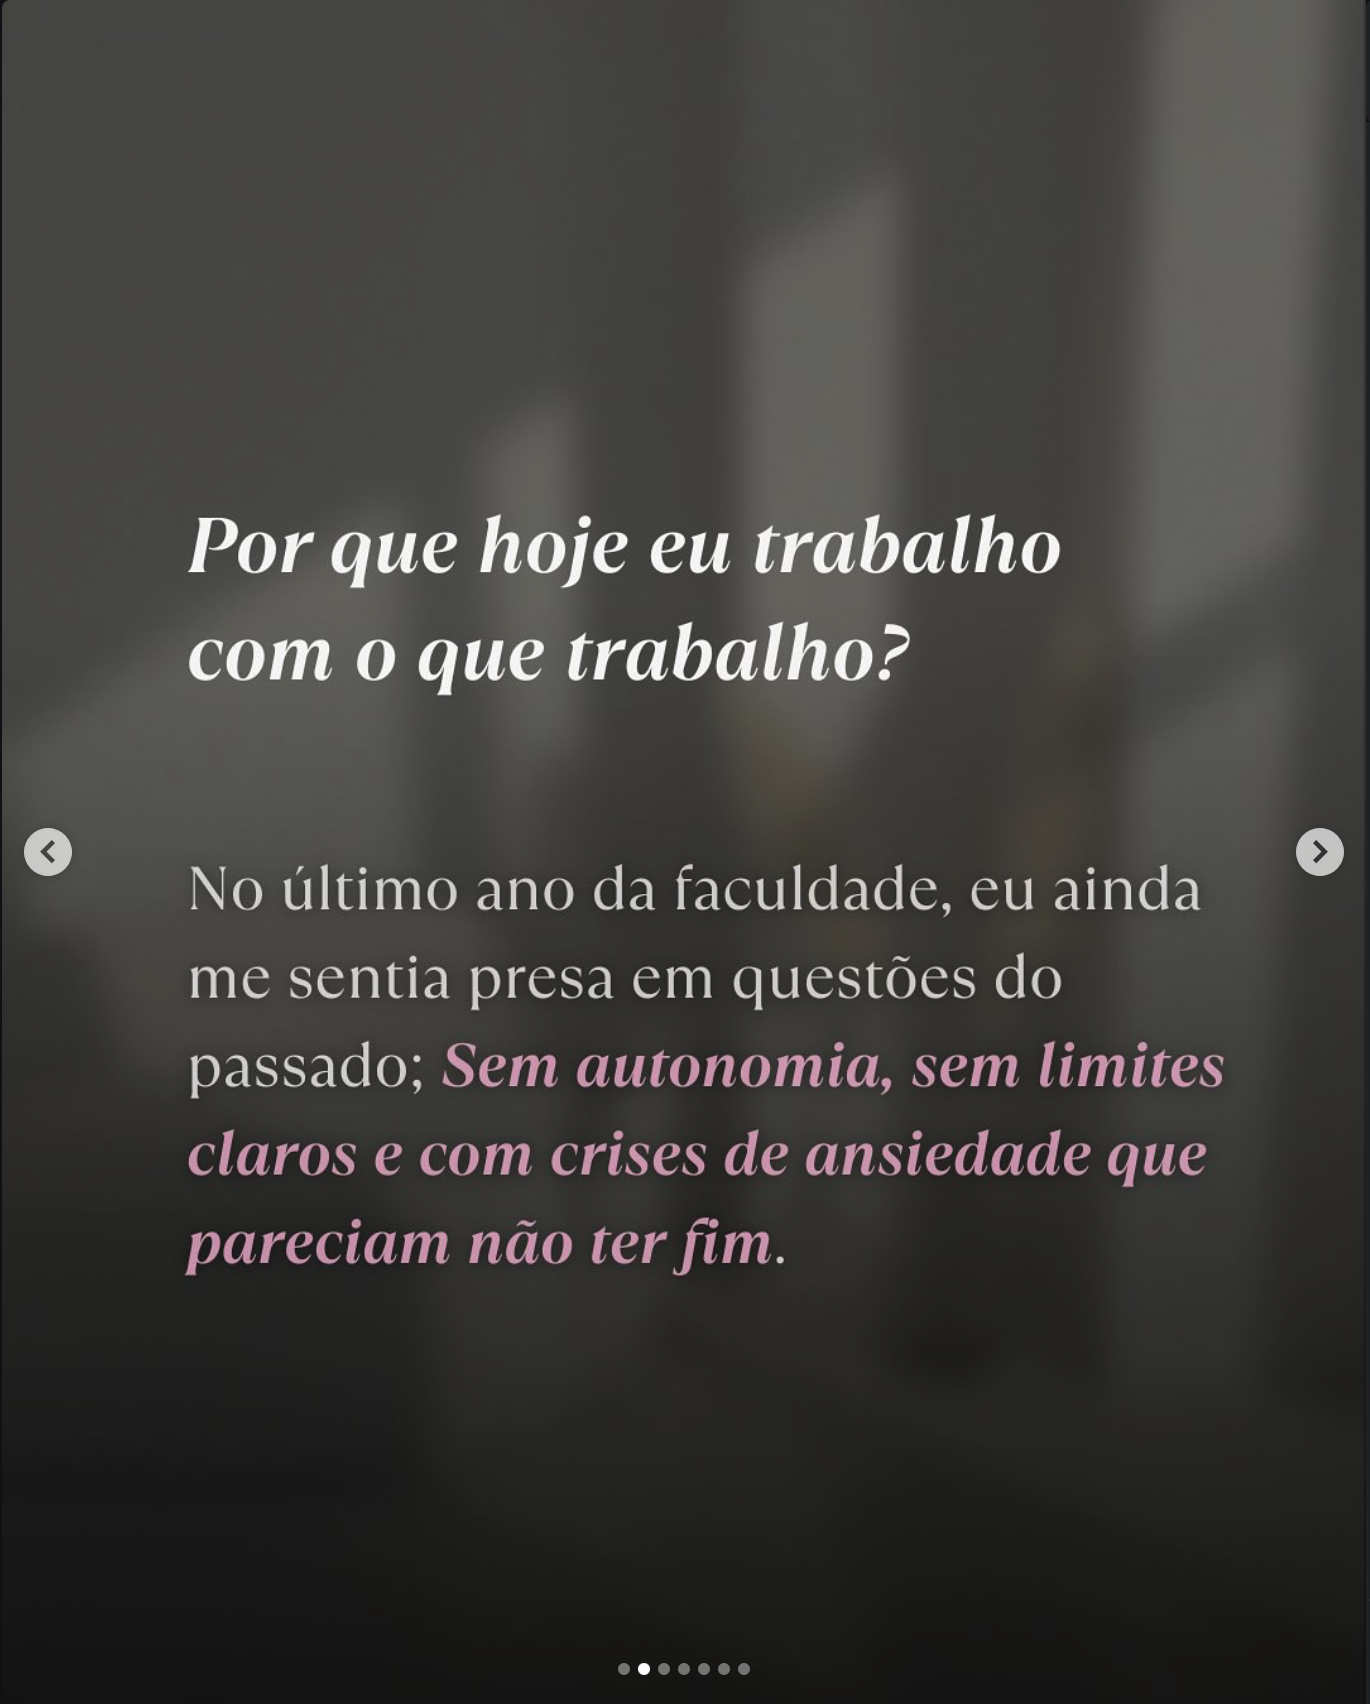 Por que hoje eu trabalho
com o que trabalho?
No último ano da faculdade, eu ainda
me sentia presa em questões do
passado; Sem autonomia, sem limites
claros e com crises de ansiedade que
pareciam não ter fim.